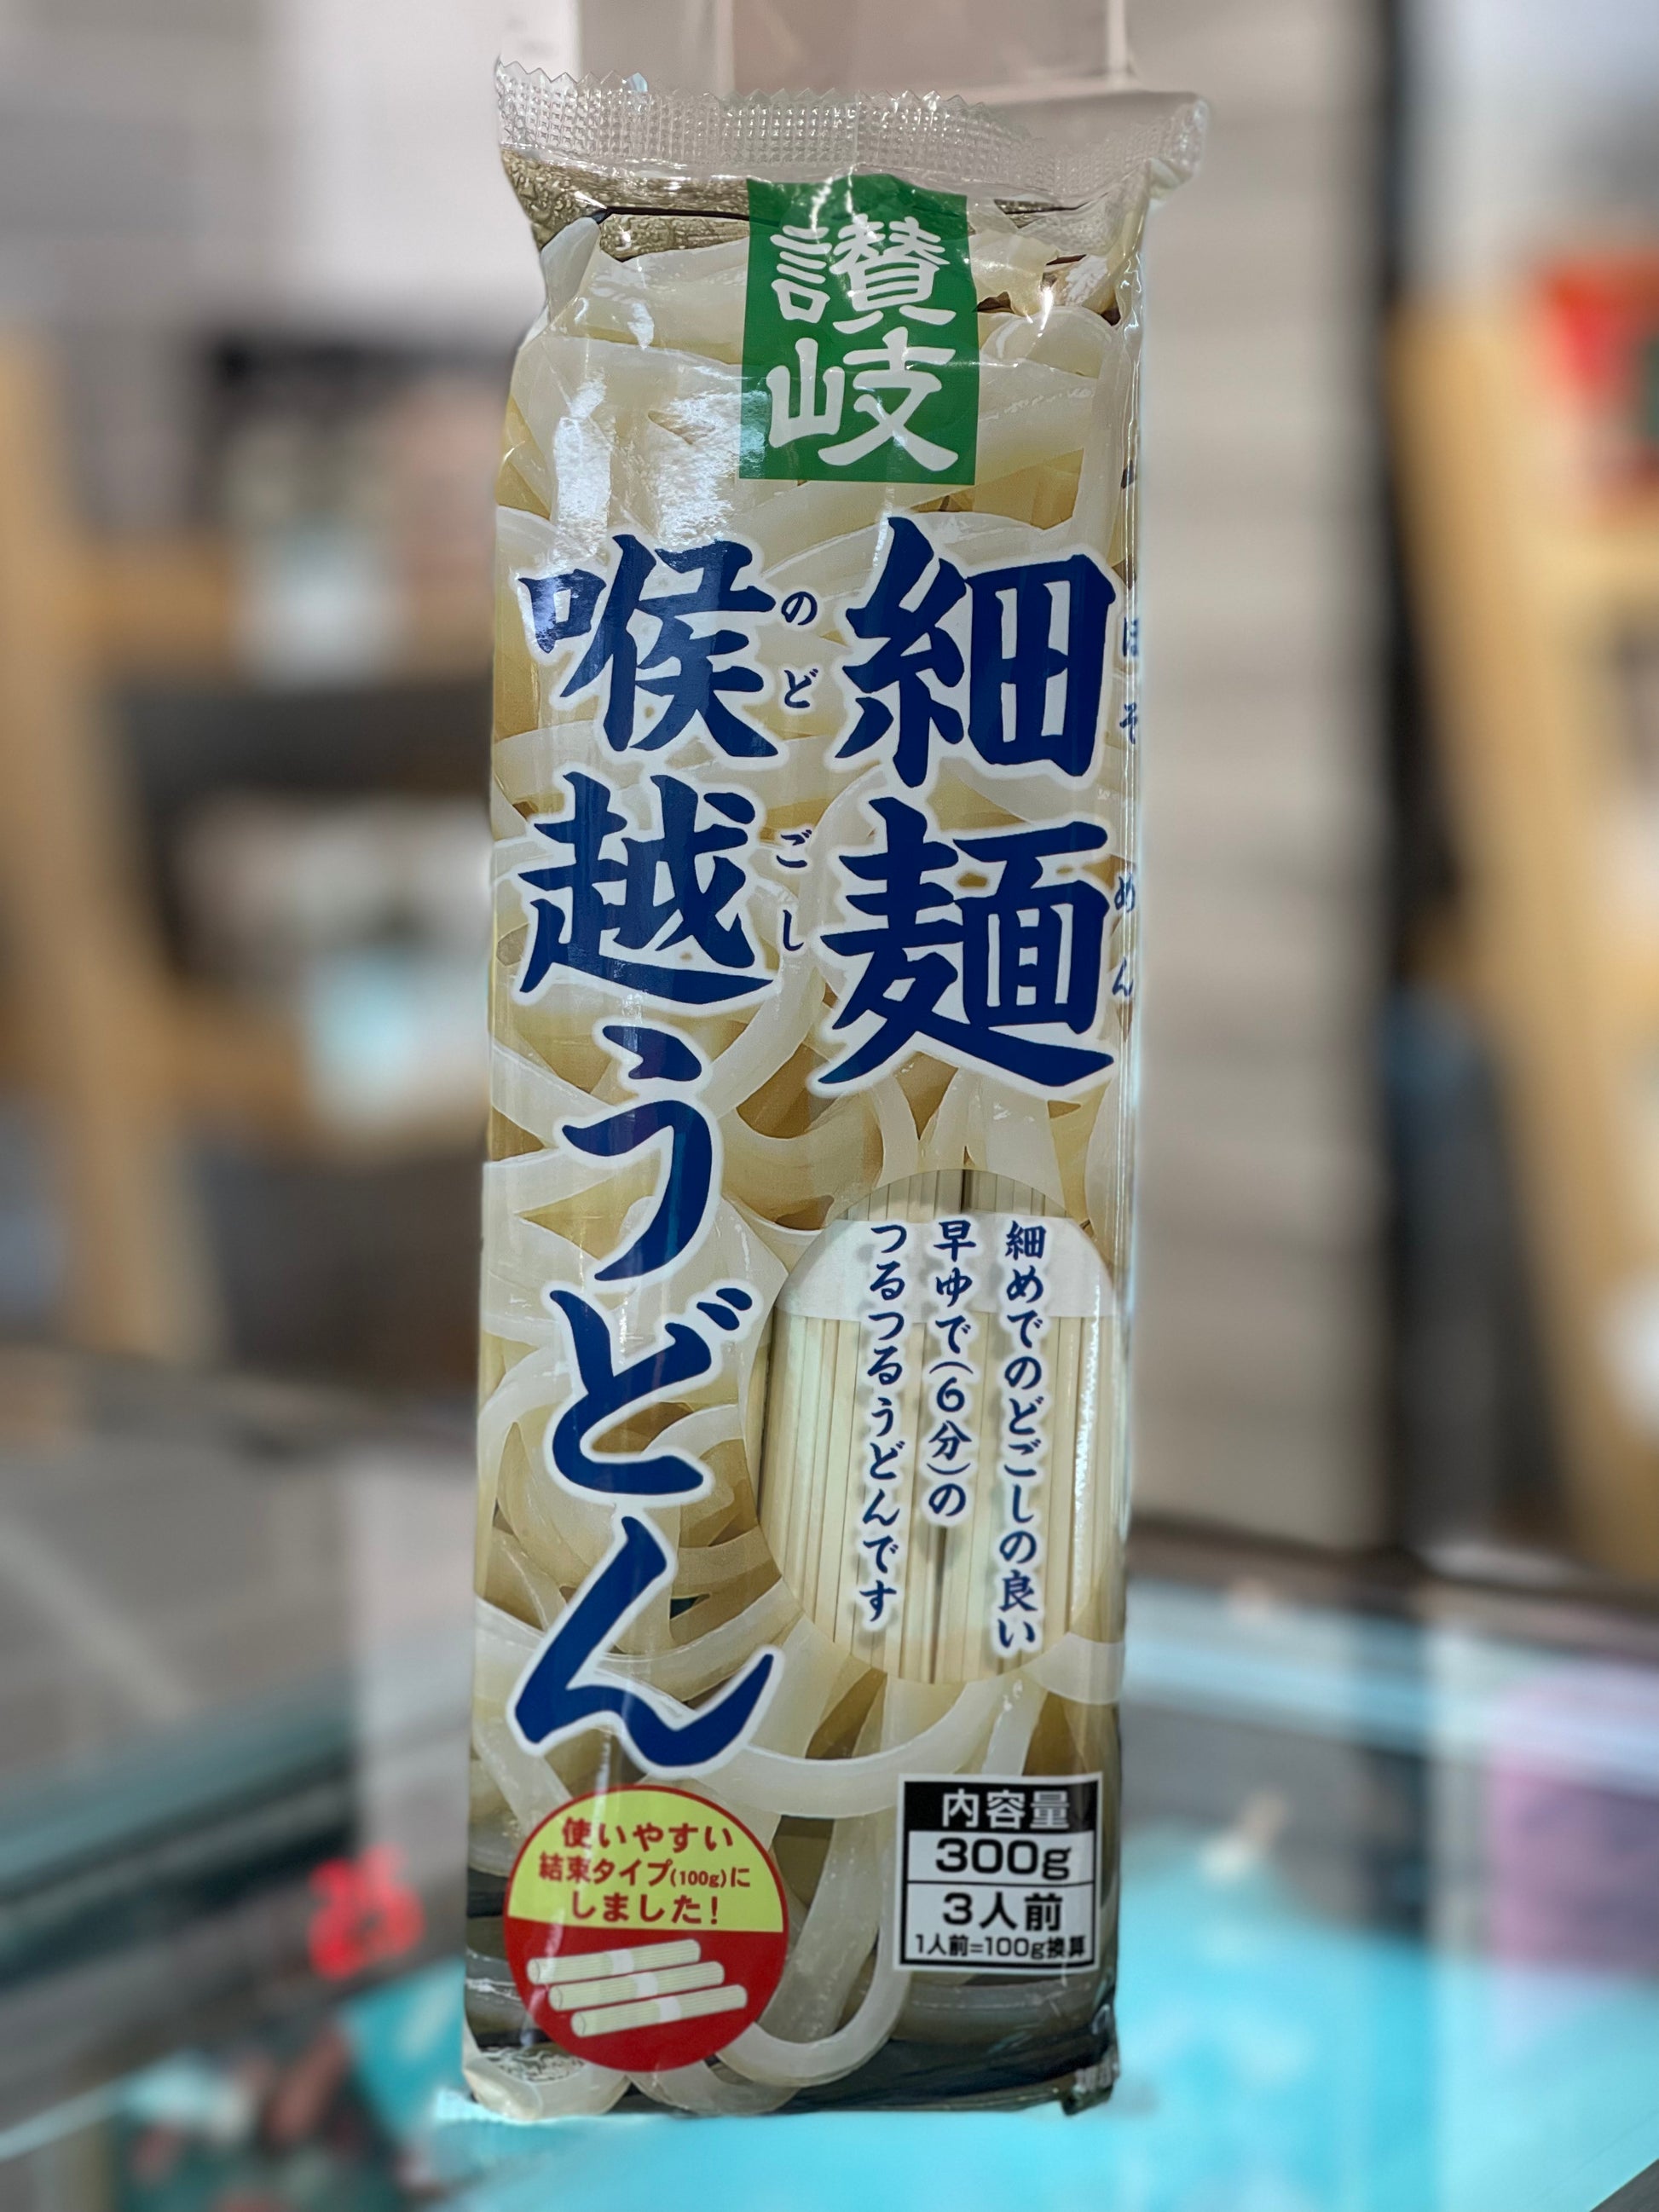 讃岐
細麺
ほそ
めん
喉越うどん
のど
ごし
細めでのどごしの良い
早ゆで(6分)の
つるつるうどんです
使いやすい
結束タイプ(100g)に
しました!
内容量
300g
3人前
1人前=100g換算